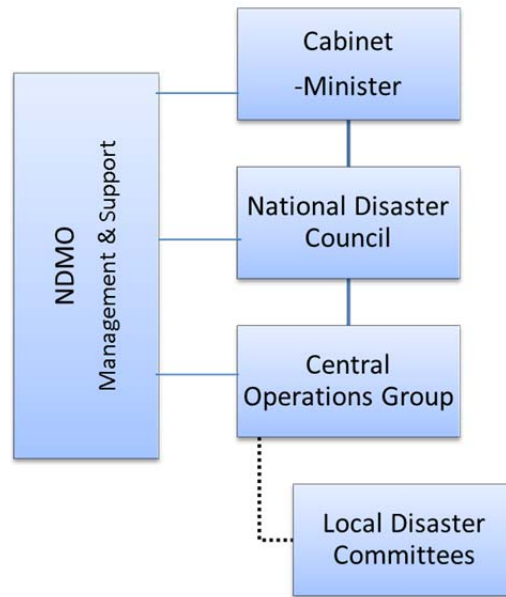 Cabinet
-Minister
NDMO
Management & Support
National Disaster
Council
Central
Operations Group
Local Disaster
Committees